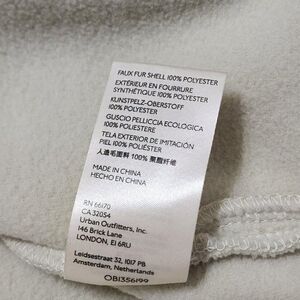 FAUX FUR SHELL 100% POLYESTER
EXTÉRIEUR EN FOURRURE
SYNTHÉTIQUE 100% POLYESTER
KUNSTPELZ-OBERSTOFF
100% POLYESTER
GUSCIO PELLICCIA ECOLOGICA
100% POLIESTERE
TELA EXTERIOR DE IMITACIÓN
PIEL 100% POLIÉSTER
人造毛面料 100% 聚酯纤维
MADE IN CHINA
HECHO EN CHINA
RN 66170
CA 32054
Urban Outfitters, Inc.
146 Brick Lane
LONDON, E1 6RU
Leidsestraat 32, 1017 PB
Amsterdam, Netherlands
OB1356199